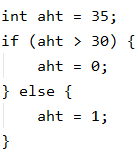 int aht = 35;
if (aht > 30) {
    aht = 0;
} else {
    aht = 1;
}